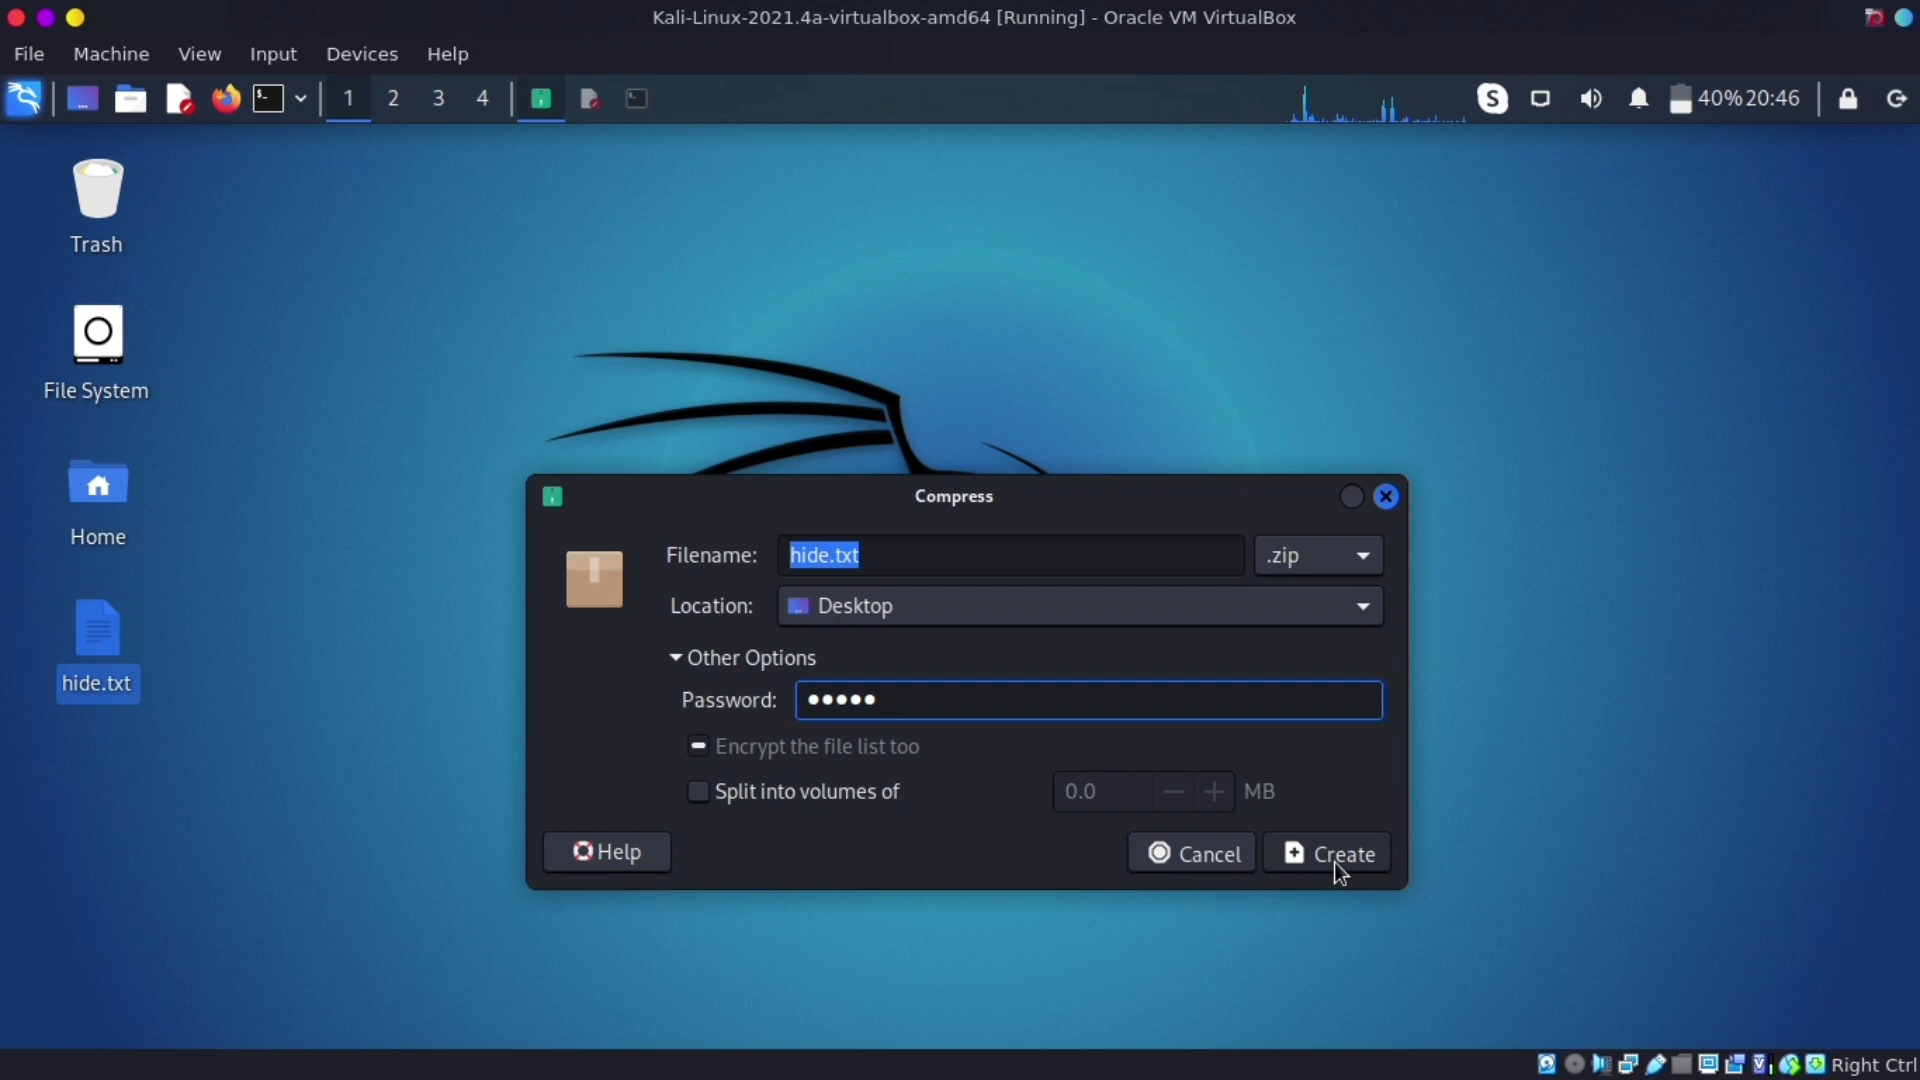 Kali-Linux-2021.4a-virtualbox-amd64 [Running] - Oracle VM VirtualBox
File Machine View Input Devices Help
1 2 3 4 S 40% 20:46
Trash
File System
Home
hide.txt
Compress
Filename: hide.txt .zip
Location: Desktop
Other Options
Password: •••••
Encrypt the file list too
Split into volumes of 0.0 MB
Help Cancel Create
Right Ctrl